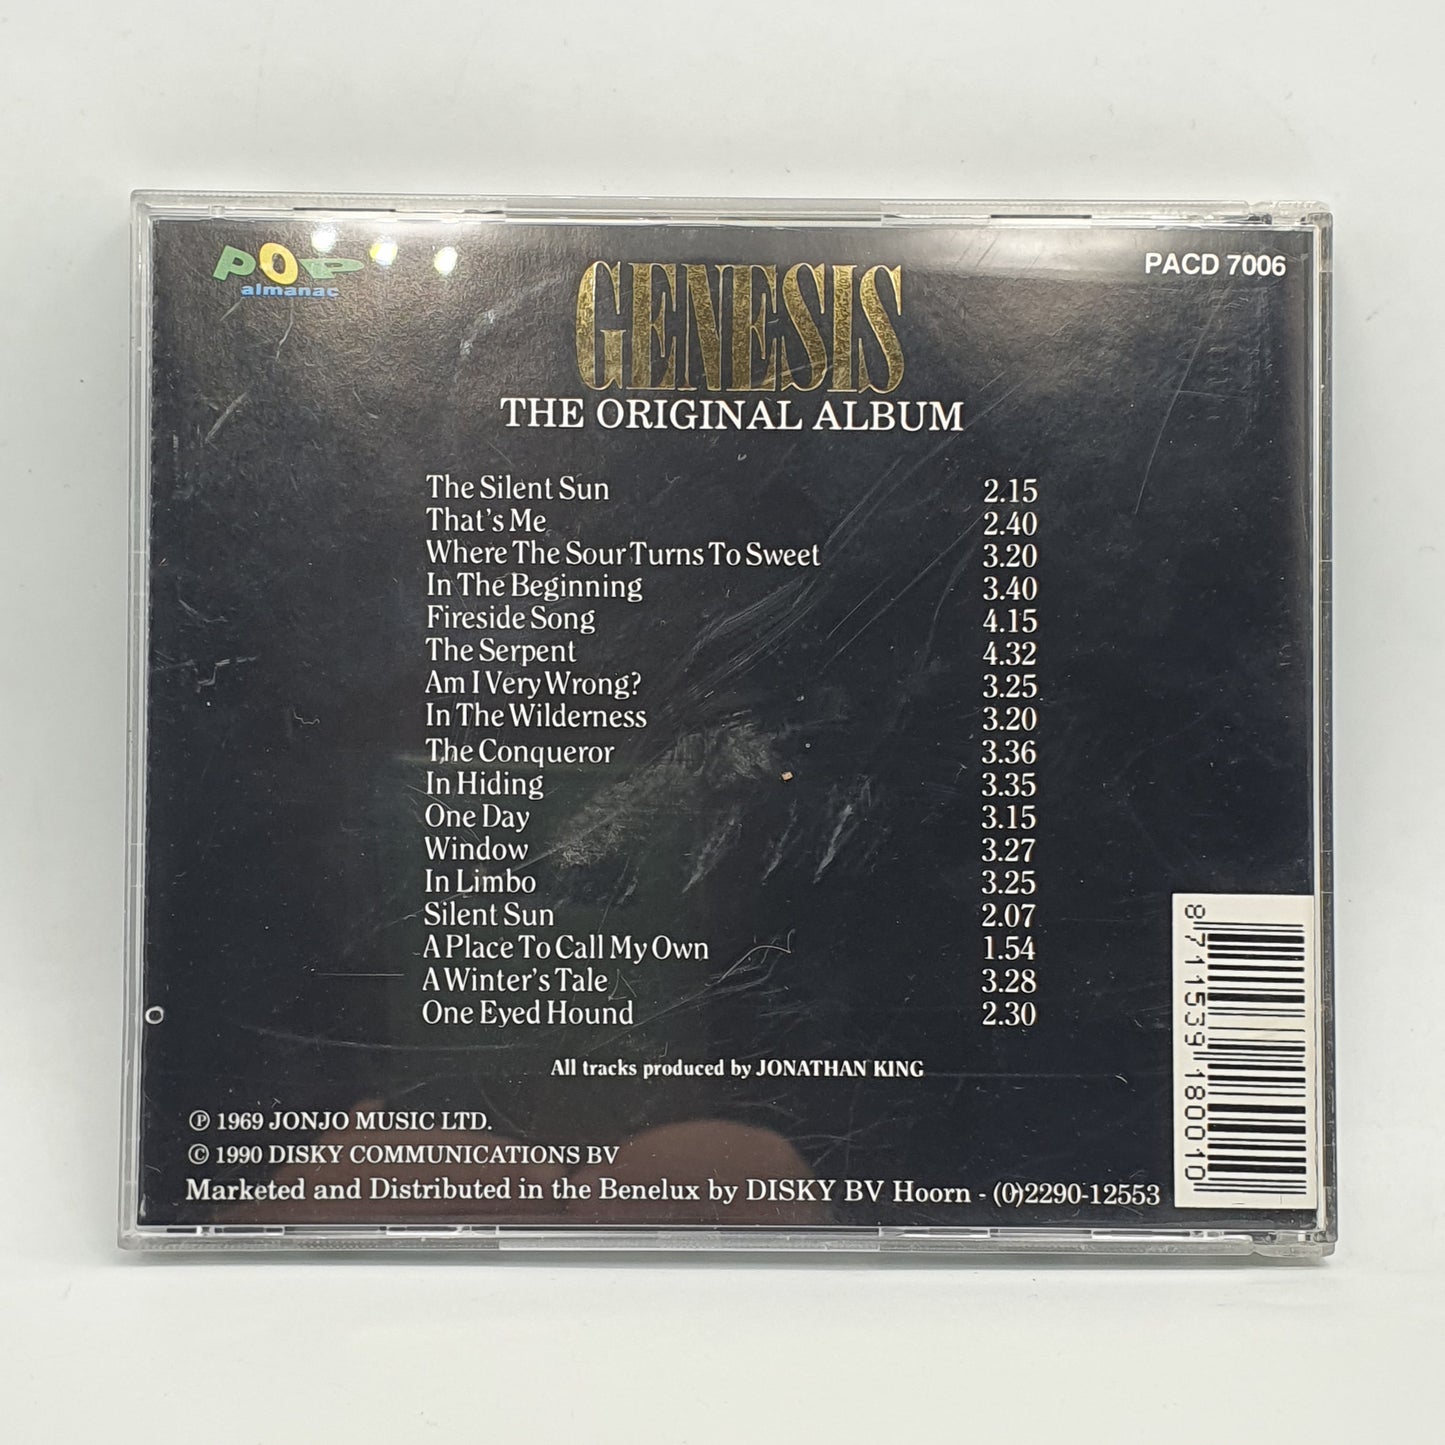 POP
almanac
PACD 7006
GENESIS
THE ORIGINAL ALBUM
The Silent Sun 2.15
That's Me 2.40
Where The Sour Turns To Sweet 3.20
In The Beginning 3.40
Fireside Song 4.15
The Serpent 4.32
Am I Very Wrong? 3.25
In The Wilderness 3.20
The Conqueror 3.36
In Hiding 3.35
One Day 3.15
Window 3.27
In Limbo 3.25
Silent Sun 2.07
A Place To Call My Own 1.54
A Winter's Tale 3.28
One Eyed Hound 2.30
All tracks produced by JONATHAN KING
℗ 1969 JONJO MUSIC LTD.
© 1990 DISKY COMMUNICATIONS BV
Marketed and Distributed in the Benelux by DISKY BV Hoorn - (0)2290-12553
8 711539 180010